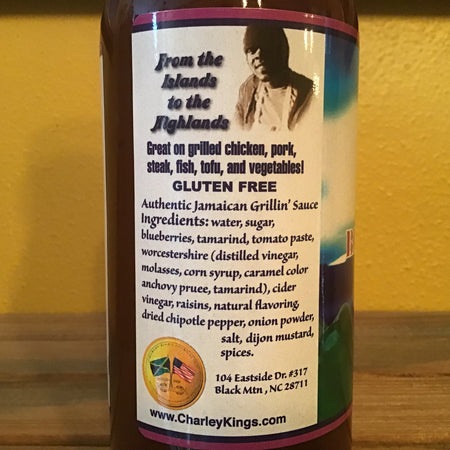 From the
Islands
to the
Highlands
Great on grilled chicken, pork,
steak, fish, tofu, and vegetables!
GLUTEN FREE
Authentic Jamaican Grillin' Sauce
Ingredients: water, sugar,
blueberries, tamarind, tomato paste,
worcestershire (distilled vinegar,
molasses, corn syrup, caramel color
anchovy pruee, tamarind), cider
vinegar, raisins, natural flavoring,
dried chipotle pepper, onion powder,
salt, dijon mustard,
spices.
104 Eastside Dr. #317
Black Mtn , NC 28711
www.CharleyKings.com